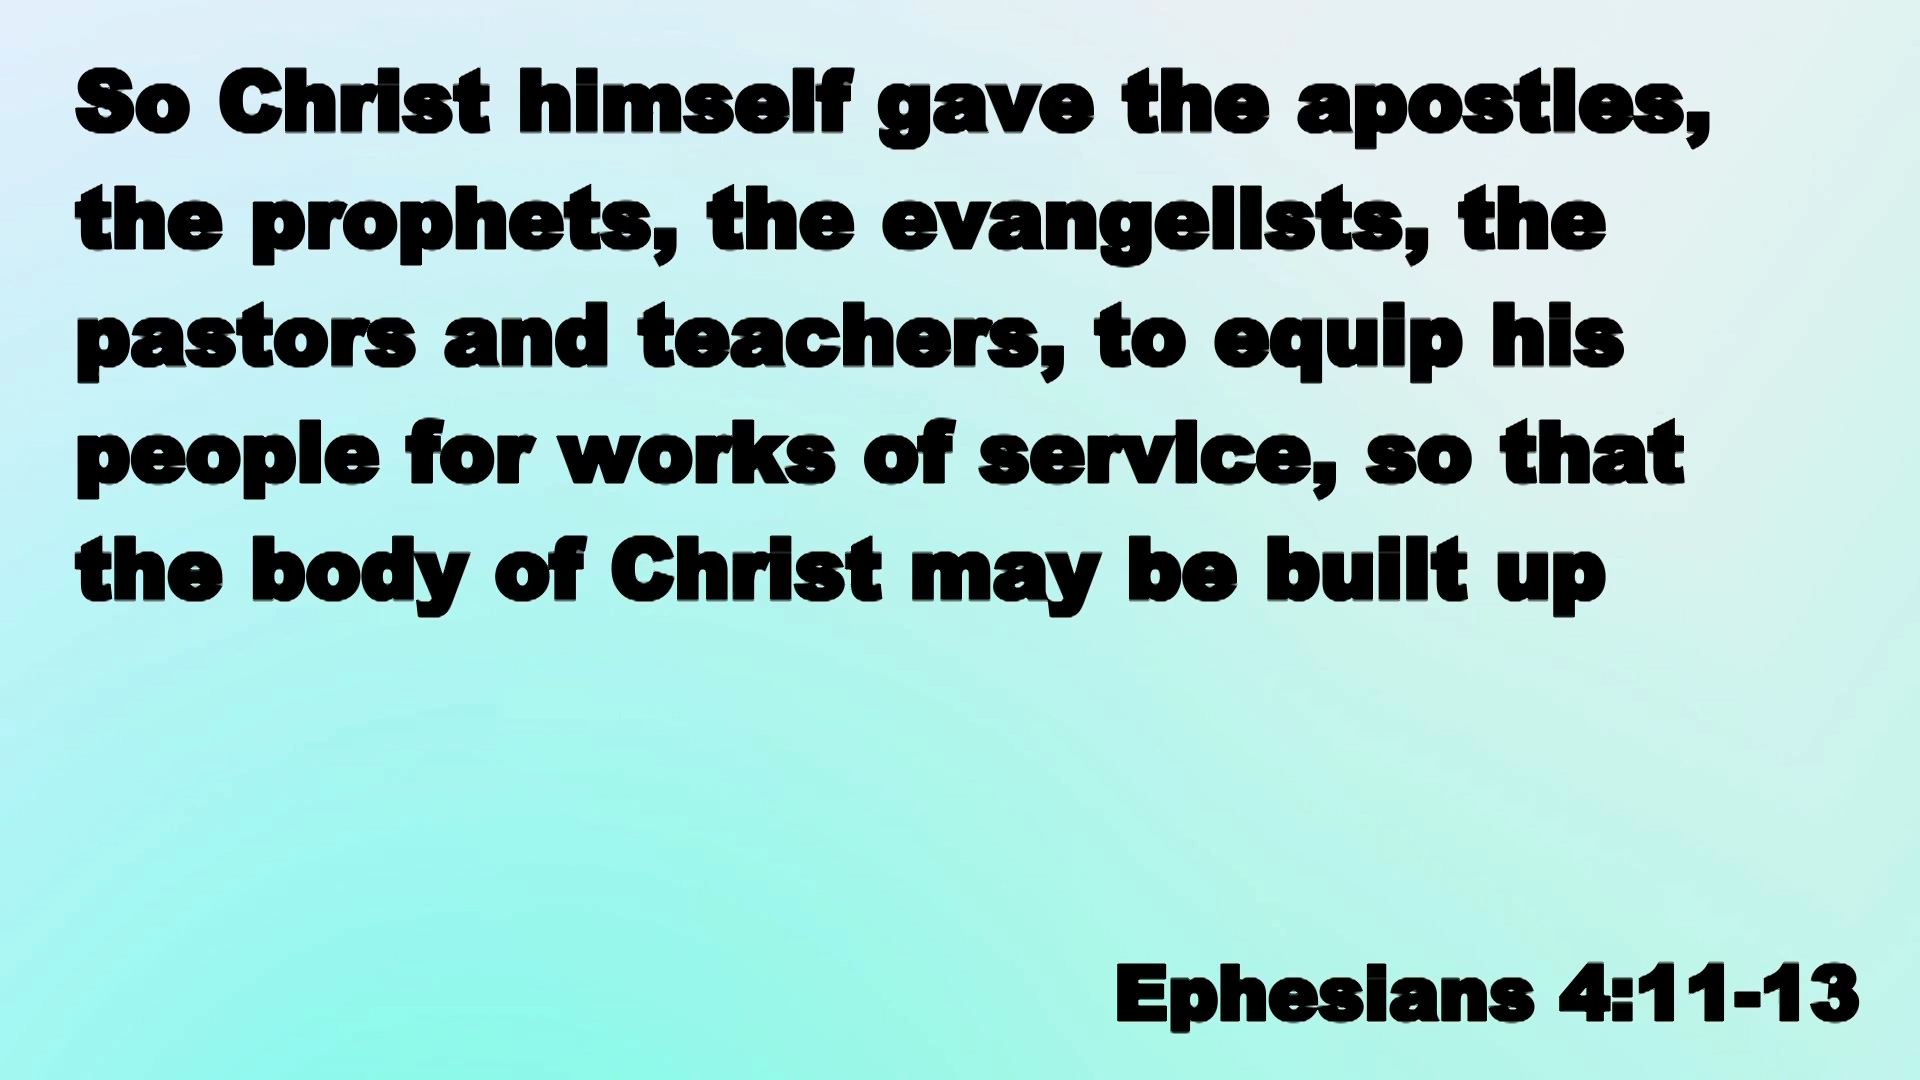 So Christ himself gave the apostles,
the prophets, the evangelists, the
pastors and teachers, to equip his
people for works of service, so that
the body of Christ may be built up
Ephesians 4:11-13